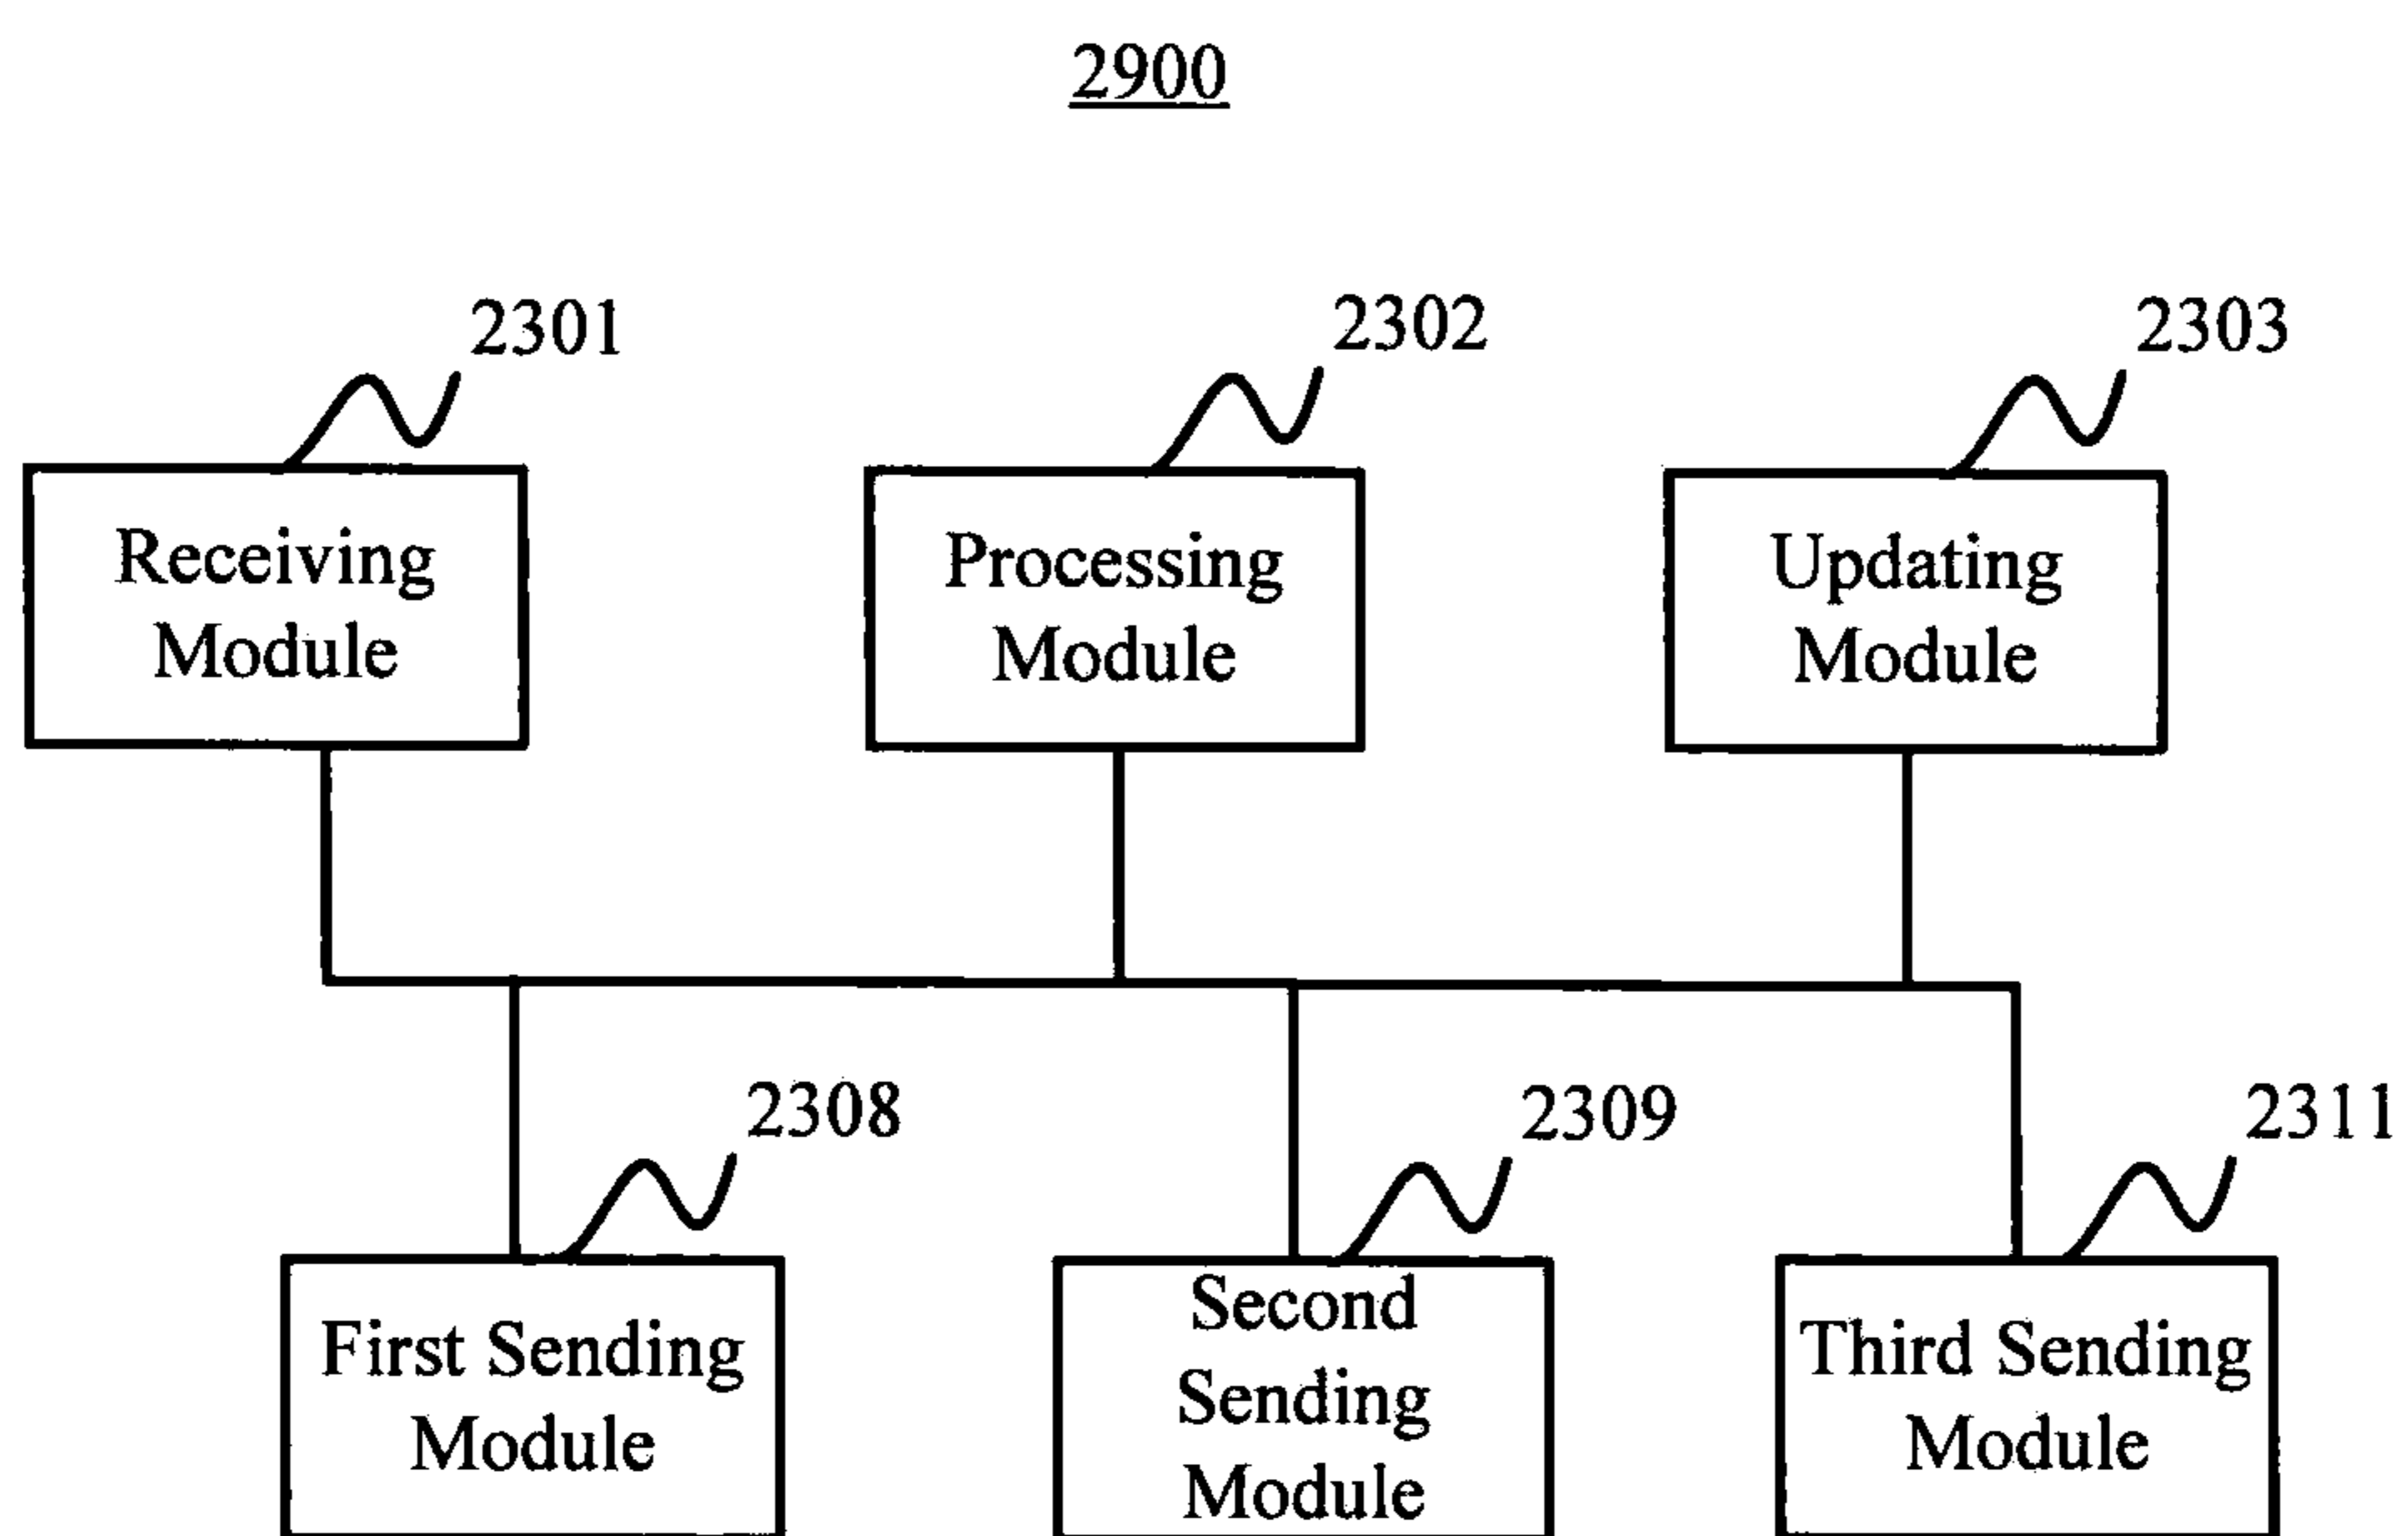 2900
2301
2302
2303
Receiving
Module
Processing
Module
Updating
Module
2308
2309
2311
First Sending
Module
Second
Sending
Module
Third Sending
Module